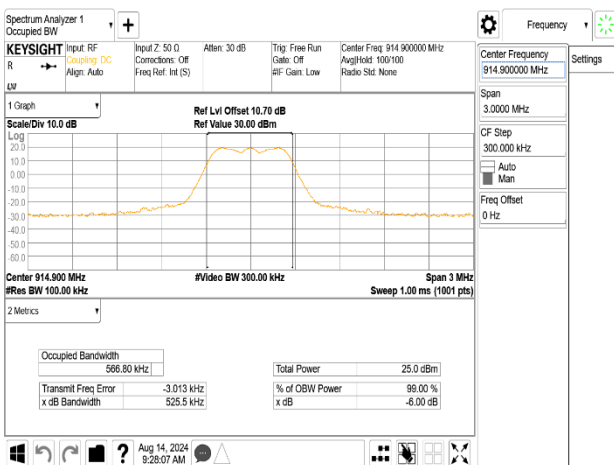 Spectrum Analyzer 1
Occupied BW
+
Frequency
KEYSIGHT
R
LXI
Input: RF
Coupling: DC
Align: Auto
Input Z: 50 Ω
Corrections: Off
Freq Ref: Int (S)
Atten: 30 dB
Trig: Free Run
Gate: Off
#IF Gain: Low
Center Freq: 914.900000 MHz
Avg|Hold: 100/100
Radio Std: None
Center Frequency
914.900000 MHz
Settings
Span
3.0000 MHz
CF Step
300.000 kHz
Auto
Man
Freq Offset
0 Hz
1 Graph
Scale/Div 10.0 dB
Ref Lvl Offset 10.70 dB
Ref Value 30.00 dBm
Log
20.0
10.0
0.00
-10.0
-20.0
-30.0
-40.0
-50.0
-60.0
Center 914.900 MHz
#Res BW 100.00 kHz
#Video BW 300.00 kHz
Span 3 MHz
Sweep 1.00 ms (1001 pts)
2 Metrics
Occupied Bandwidth
566.80 kHz
Total Power 25.0 dBm
Transmit Freq Error -3.013 kHz
% of OBW Power 99.00 %
x dB Bandwidth 525.5 kHz
x dB -6.00 dB
?
Aug 14, 2024
9:28:07 AM